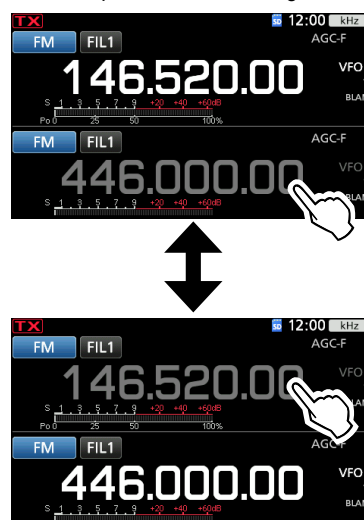 TX 12:00 kHz
FM FIL1 AGC-F
146.520.00 VFO
S 1 3 5 7 9 +20 +40 +60dB
Po 0 25 50 100%
FM FIL1 AGC-F
446.000.00 VFO
S 1 3 5 7 9 +20 +40 +60dB
TX 12:00 kHz
FM FIL1 AGC-F
146.520.00 VFO
S 1 3 5 7 9 +20 +40 +60dB
Po 0 25 50 100%
FM FIL1 AGC-F
446.000.00 VFO
S 1 3 5 7 9 +20 +40 +60dB